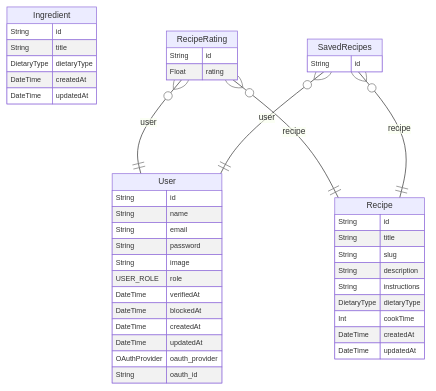 Ingredient
String id
String title
DietaryType dietaryType
DateTime createdAt
DateTime updatedAt
RecipeRating
String id
Float rating
SavedRecipes
String id
user
user
recipe
recipe
User
String id
String name
String email
String password
String image
USER_ROLE role
DateTime verifiedAt
DateTime blockedAt
DateTime createdAt
DateTime updatedAt
OAuthProvider oauth_provider
String oauth_id
Recipe
String id
String title
String slug
String description
String instructions
DietaryType dietaryType
Int cookTime
DateTime createdAt
DateTime updatedAt